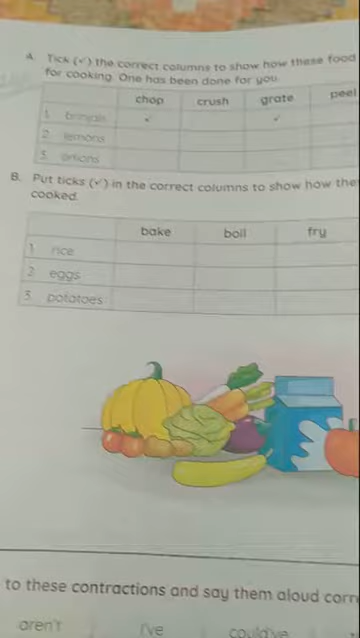 A. Tick (✓) the correct columns to show how these food
for cooking. One has been done for you.
chop crush grate peel
1. brinjals ✓ ✓
2. lemons
3. onions
B. Put ticks (✓) in the correct columns to show how the
cooked.
bake boil fry
1. rice
2. eggs
3. potatoes
to these contractions and say them aloud corr
aren't I've could've